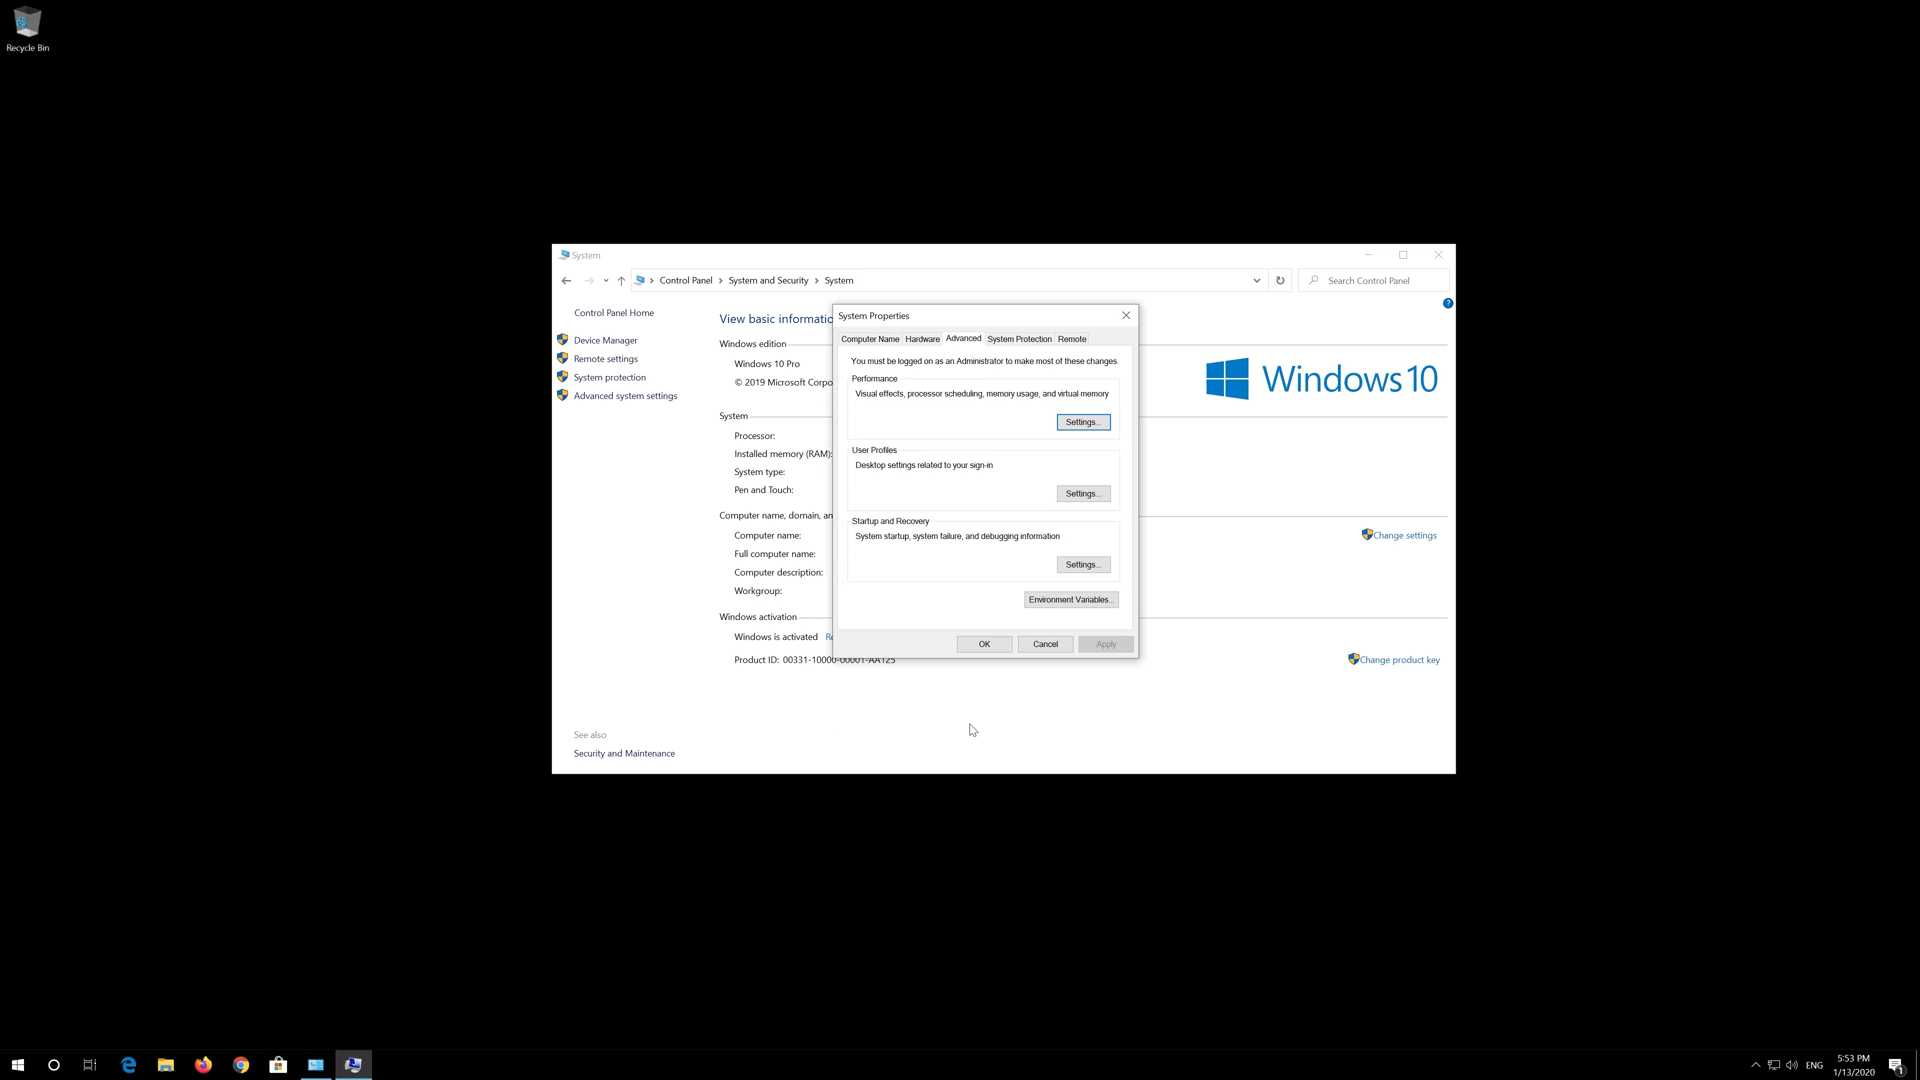 Recycle Bin
System
Control Panel
System and Security
System
Search Control Panel
Control Panel Home
Device Manager
Remote settings
System protection
Advanced system settings
See also
Security and Maintenance
View basic informatio
Windows edition
Windows 10 Pro
© 2019 Microsoft Corpo
System
Processor:
Installed memory (RAM):
System type:
Pen and Touch:
Computer name, domain, an
Computer name:
Full computer name:
Computer description:
Workgroup:
Windows activation
Windows is activated Re
Product ID: 00331-10000-00001-AA125
System Properties
Computer Name Hardware Advanced System Protection Remote
You must be logged on as an Administrator to make most of these changes.
Performance
Visual effects, processor scheduling, memory usage, and virtual memory
Settings...
User Profiles
Desktop settings related to your sign-in
Settings...
Startup and Recovery
System startup, system failure, and debugging information
Settings...
Environment Variables...
OK Cancel Apply
?
Windows 10
Change settings
Change product key
ENG
5:53 PM
1/13/2020
1